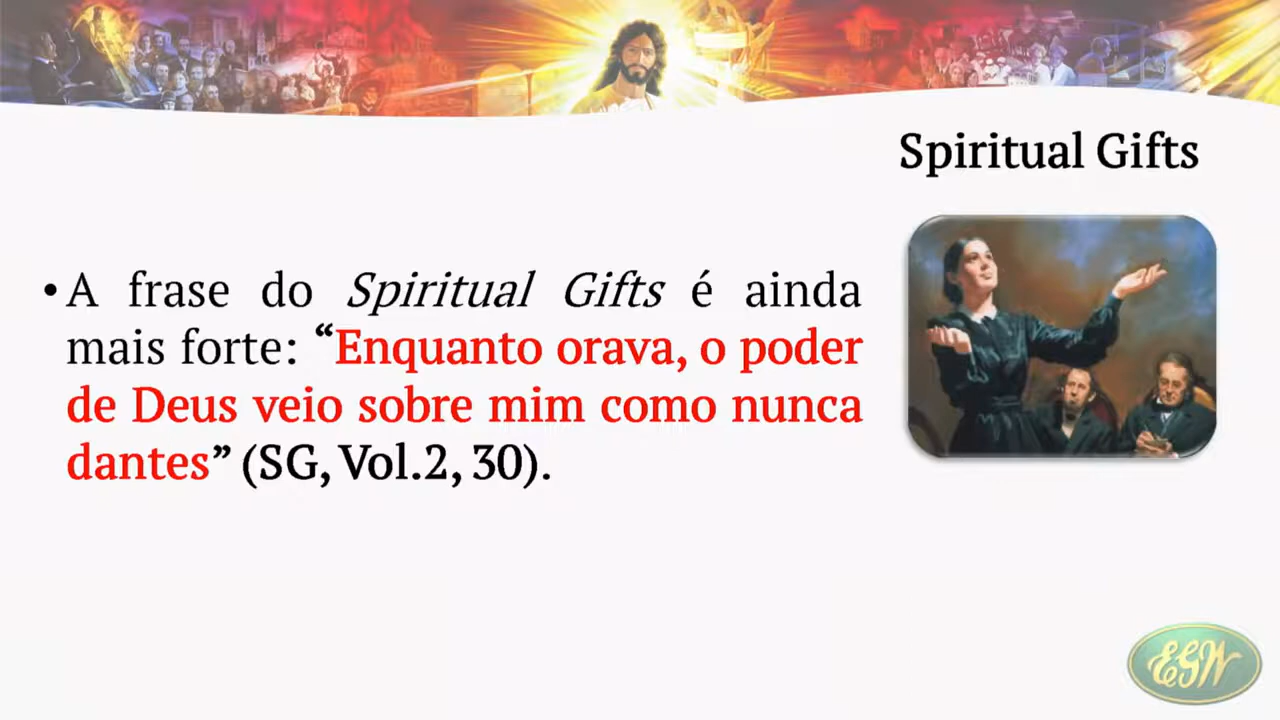 Spiritual Gifts
• A frase do Spiritual Gifts é ainda
mais forte: “Enquanto orava, o poder
de Deus veio sobre mim como nunca
dantes” (SG, Vol.2, 30).
EGW